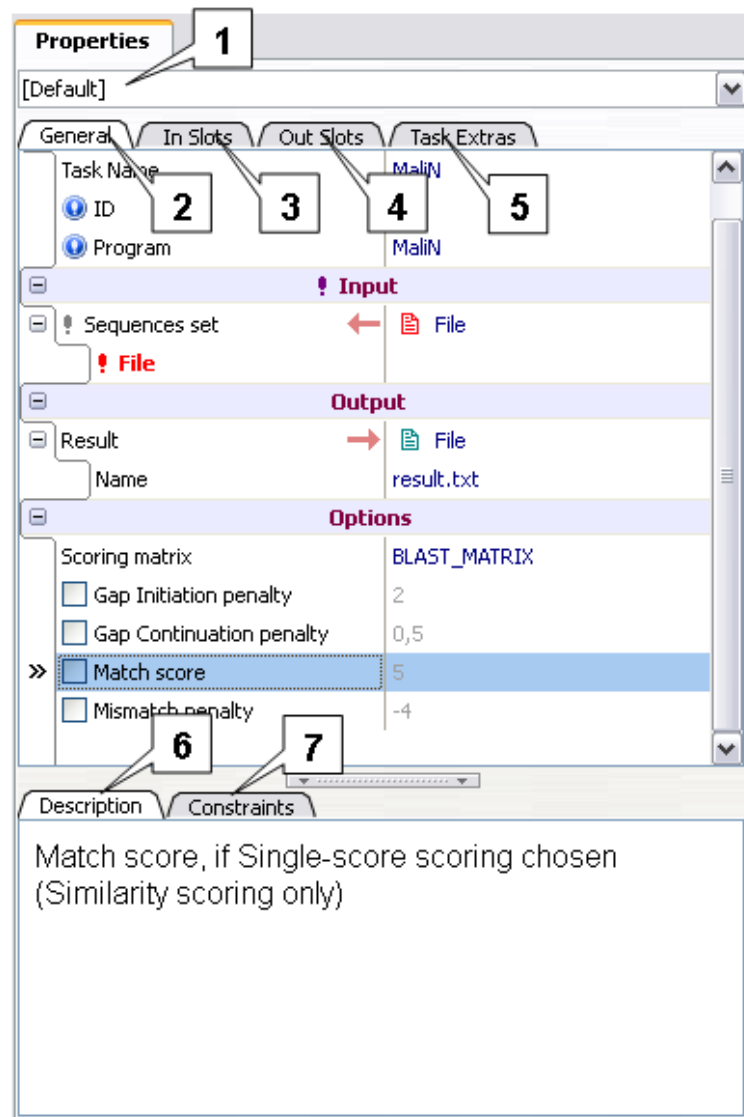 Properties 1
[Default]
General In Slots Out Slots Task Extras
Task Name MaliN
2 3 4 5
ID
Program MaliN
! Input
! Sequences set File
! File
Output
Result File
Name result.txt
Options
Scoring matrix BLAST_MATRIX
Gap Initiation penalty 2
Gap Continuation penalty 0,5
» Match score 5
Mismatch penalty -4
6 7
Description Constraints
Match score, if Single-score scoring chosen
(Similarity scoring only)